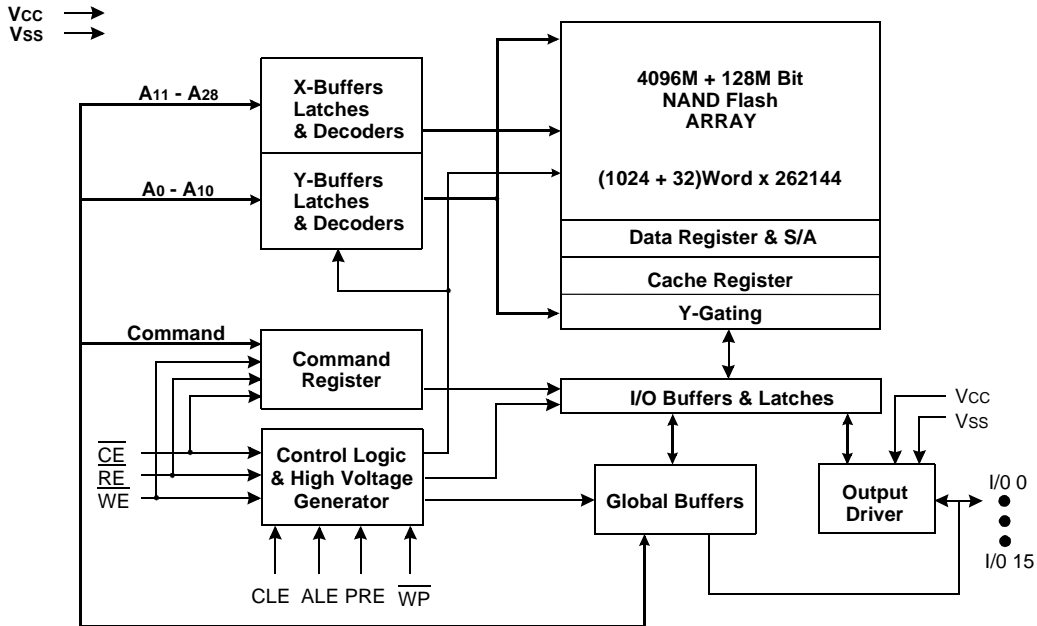 VCC
VSS
A11 - A28
X-Buffers
Latches
& Decoders
A0 - A10
Y-Buffers
Latches
& Decoders
4096M + 128M Bit
NAND Flash
ARRAY
(1024 + 32)Word x 262144
Data Register & S/A
Cache Register
Y-Gating
Command
Command
Register
I/O Buffers & Latches
VCC
VSS
CE
RE
WE
Control Logic
& High Voltage
Generator
Global Buffers
Output
Driver
I/0 0
I/0 15
CLE ALE PRE WP